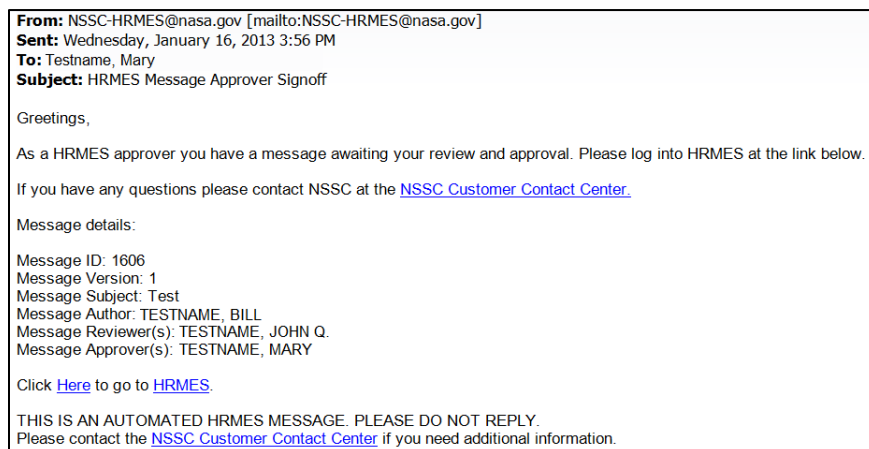 From: NSSC-HRMES@nasa.gov [mailto:NSSC-HRMES@nasa.gov]
Sent: Wednesday, January 16, 2013 3:56 PM
To: Testname, Mary
Subject: HRMES Message Approver Signoff
Greetings,
As a HRMES approver you have a message awaiting your review and approval. Please log into HRMES at the link below.
If you have any questions please contact NSSC at the NSSC Customer Contact Center.
Message details:
Message ID: 1606
Message Version: 1
Message Subject: Test
Message Author: TESTNAME, BILL
Message Reviewer(s): TESTNAME, JOHN Q.
Message Approver(s): TESTNAME, MARY
Click Here to go to HRMES.
THIS IS AN AUTOMATED HRMES MESSAGE. PLEASE DO NOT REPLY.
Please contact the NSSC Customer Contact Center if you need additional information.